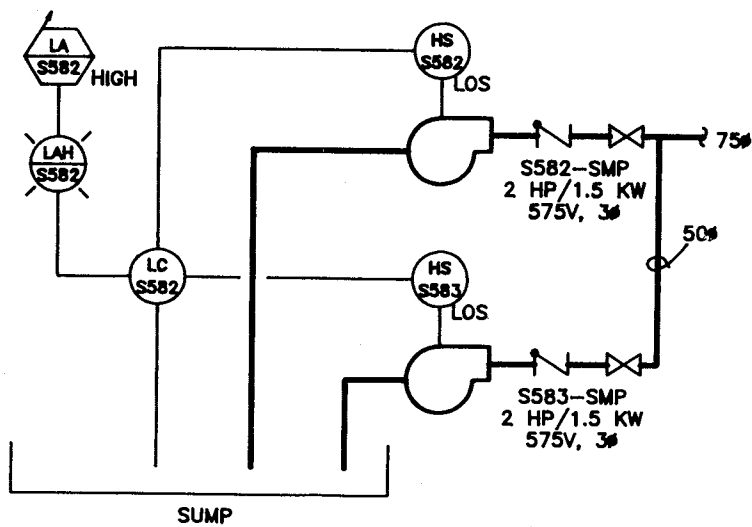 LA
S582
HIGH
HS
S582
LOS
LAH
S582
75ø
S582-SMP
2 HP/1.5 KW
575V, 3ø
50ø
LC
S582
HS
S583
LOS
S583-SMP
2 HP/1.5 KW
575V, 3ø
SUMP